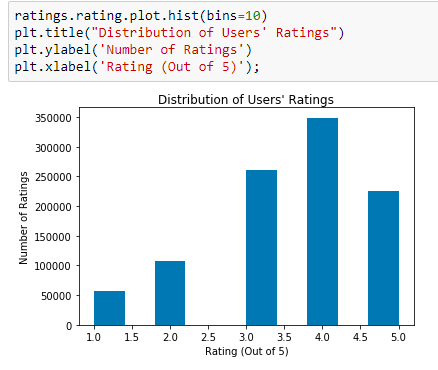 ratings.rating.plot.hist(bins=10)
plt.title("Distribution of Users' Ratings")
plt.ylabel('Number of Ratings')
plt.xlabel('Rating (Out of 5)');
Distribution of Users' Ratings
350000
300000
250000
200000
150000
100000
50000
0
Number of Ratings
1.0 1.5 2.0 2.5 3.0 3.5 4.0 4.5 5.0
Rating (Out of 5)